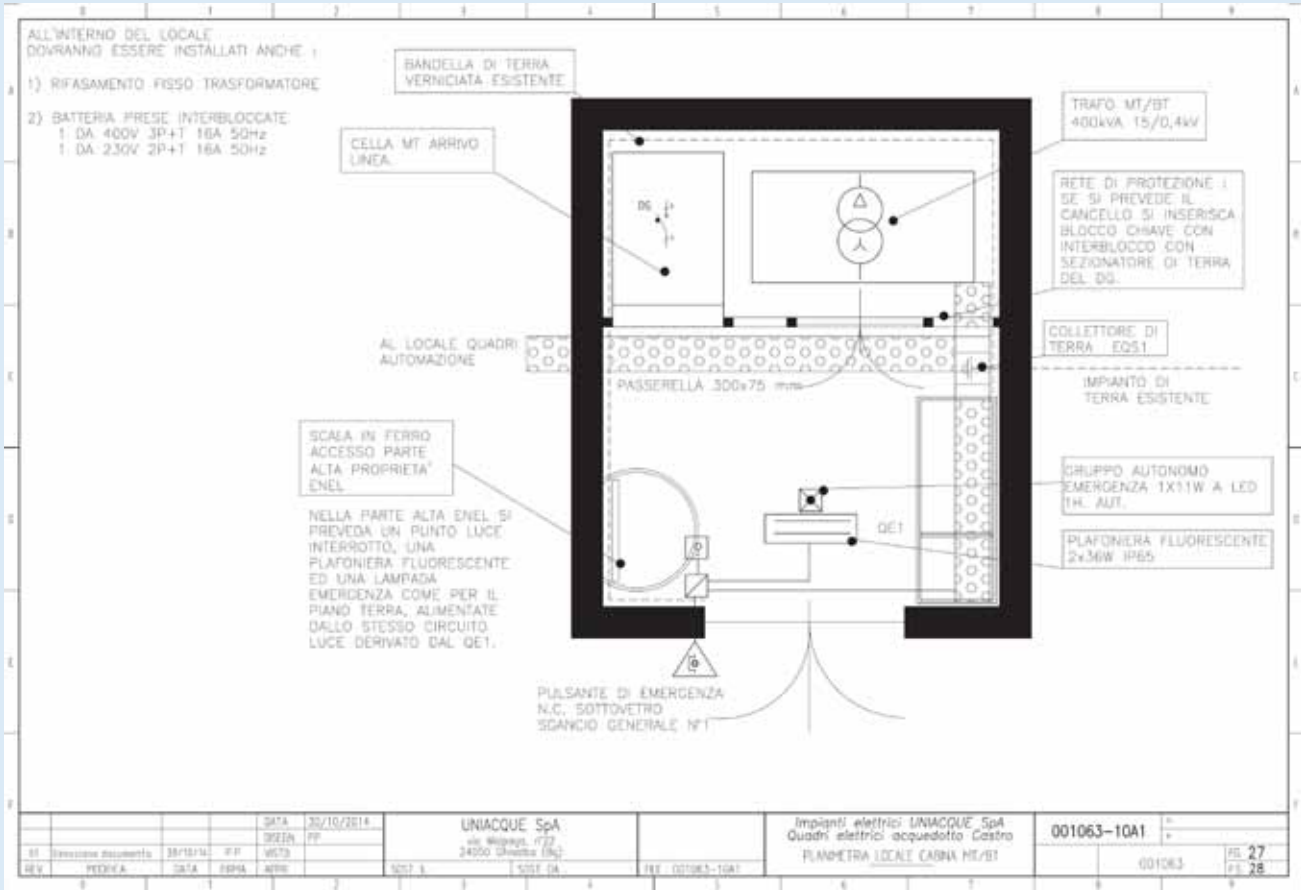 ALL'INTERNO DEL LOCALE
DOVRANNO ESSERE INSTALLATI ANCHE :
1) RIFASAMENTO FISSO TRASFORMATORE
2) BATTERIA PRESE INTERBLOCCATE
1 DA 400V 3P+T 16A 50Hz
1 DA 230V 2P+T 16A 50Hz
BANDELLA DI TERRA
VERNICIATA ESISTENTE
CELLA MT ARRIVO
LINEA.
TRAFO MT/BT
400kVA 15/0,4kV
DG
RETE DI PROTEZIONE :
SE SI PREVEDE IL
CANCELLO SI INSERISCA
BLOCCO CHIAVE CON
INTERBLOCCO CON
SEZIONATORE DI TERRA
DEL DG.
AL LOCALE QUADRI
AUTOMAZIONE
PASSERELLA 300x75 mm
COLLETTORE DI
TERRA EQS1
IMPIANTO DI
TERRA ESISTENTE
SCALA IN FERRO
ACCESSO PARTE
ALTA PROPRIETA'
ENEL
NELLA PARTE ALTA ENEL SI
PREVEDA UN PUNTO LUCE
INTERROTTO, UNA
PLAFONIERA FLUORESCENTE
ED UNA LAMPADA
EMERGENZA COME PER IL
PIANO TERRA, ALIMENTATE
DALLO STESSO CIRCUITO
LUCE DERIVATO DAL QE1.
QE1
GRUPPO AUTONOMO
EMERGENZA 1X11W A LED
1H. AUT.
PLAFONIERA FLUORESCENTE
2x36W IP65
PULSANTE DI EMERGENZA
N.C. SOTTOVETRO
SGANCIO GENERALE N°1
DATA 30/10/2014
DISEGN. PP
VISTO
APPR.
01 Emissione documento P.P.
REV. MODIFICA DATA FIRMA
UNIACQUE SpA
24050 Ghisalba (Bg)
SOST. IL SOST. DA
FILE : 001063-10A1
Impianti elettrici UNIACQUE SpA
Quadri elettrici acquedotto Castro
PLANIMETRIA LOCALE CABINA MT/BT
001063-10A1
001063
FG. 27
FS. 28